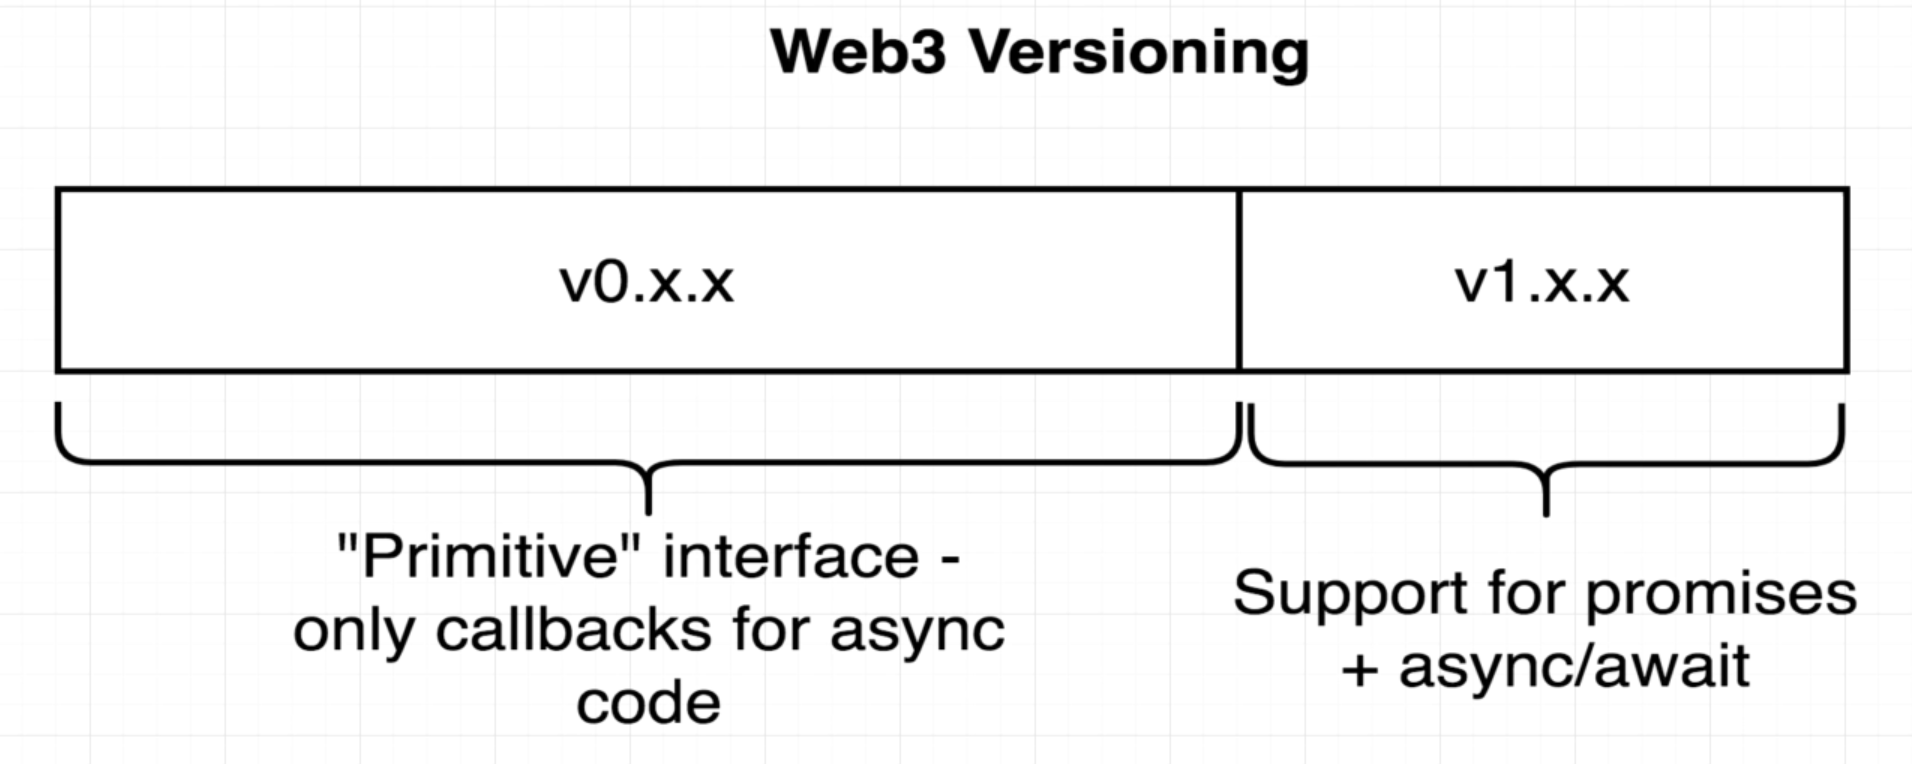 Web3 Versioning
v0.x.x
v1.x.x
"Primitive" interface -
only callbacks for async
code
Support for promises
+ async/await